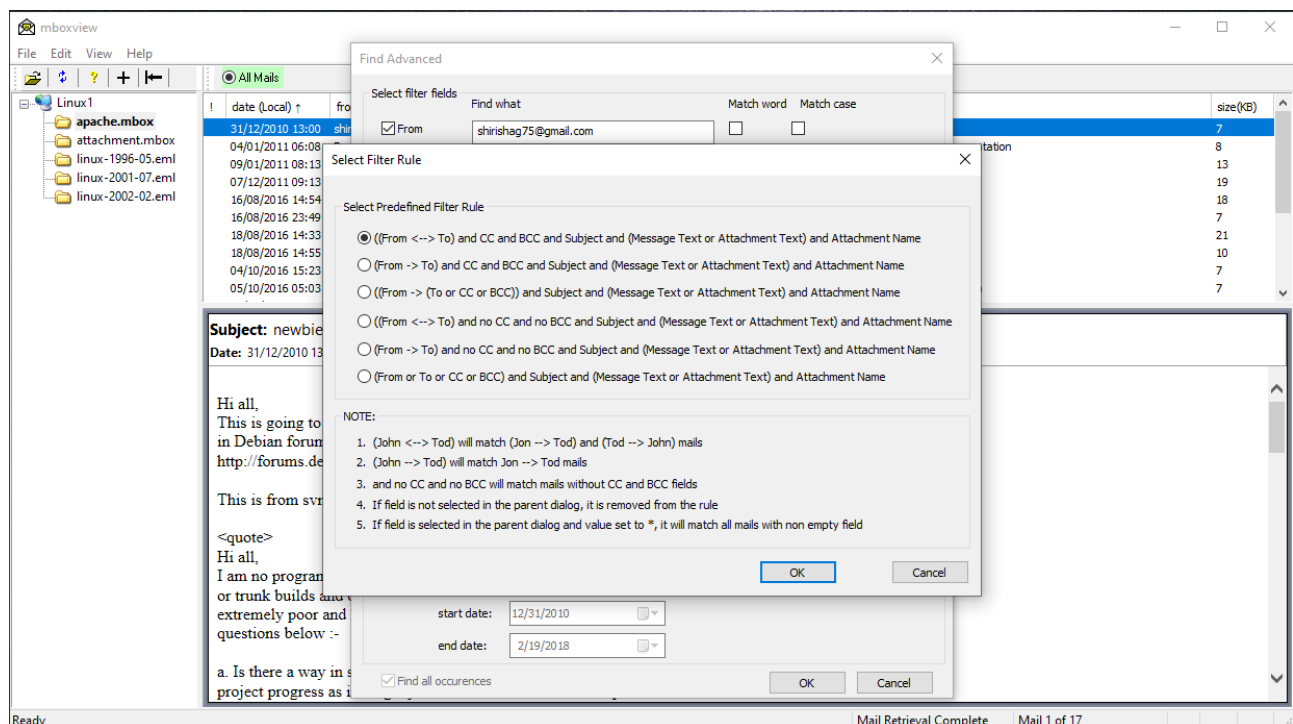 mboxview
File Edit View Help
All Mails
Linux1
apache.mbox
attachment.mbox
linux-1996-05.eml
linux-2001-07.eml
linux-2002-02.eml
! date (Local) ↑ fro size(KB)
31/12/2010 13:00 shir 7
04/01/2011 06:08 tation 8
09/01/2011 08:13 13
07/12/2011 09:13 19
16/08/2016 14:54 18
16/08/2016 23:49 7
18/08/2016 14:33 21
18/08/2016 14:55 10
04/10/2016 15:23 7
05/10/2016 05:03 7
Subject: newbie
Date: 31/12/2010 13
Hi all,
This is going to
in Debian forum
http://forums.de
This is from svn
<quote>
Hi all,
I am no program
or trunk builds and
extremely poor and
questions below :-
a. Is there a way in s
project progress as i
Find Advanced
Select filter fields
Find what Match word Match case
From shirishag75@gmail.com
Select Filter Rule
Select Predefined Filter Rule
((From <--> To) and CC and BCC and Subject and (Message Text or Attachment Text) and Attachment Name
(From -> To) and CC and BCC and Subject and (Message Text or Attachment Text) and Attachment Name
((From -> (To or CC or BCC)) and Subject and (Message Text or Attachment Text) and Attachment Name
((From <--> To) and no CC and no BCC and Subject and (Message Text or Attachment Text) and Attachment Name
(From -> To) and no CC and no BCC and Subject and (Message Text or Attachment Text) and Attachment Name
(From or To or CC or BCC) and Subject and (Message Text or Attachment Text) and Attachment Name
NOTE:
1. (John <--> Tod) will match (Jon --> Tod) and (Tod --> John) mails
2. (John --> Tod) will match Jon --> Tod mails
3. and no CC and no BCC will match mails without CC and BCC fields
4. If field is not selected in the parent dialog, it is removed from the rule
5. If field is selected in the parent dialog and value set to *, it will match all mails with non empty field
OK Cancel
start date: 12/31/2010
end date: 2/19/2018
Find all occurences
OK Cancel
Ready Mail Retrieval Complete Mail 1 of 17